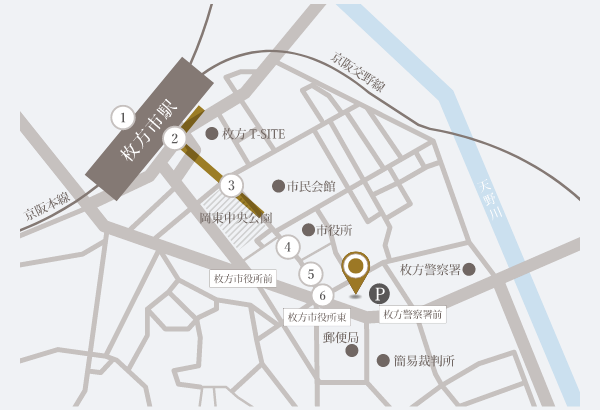 京阪交野線
1
枚方市駅
2
枚方 T-SITE
3
市民会館
天野川
京阪本線
岡東中央公園
市役所
4
5
枚方市役所前
枚方警察署
6
P
枚方市役所東
枚方警察署前
郵便局
簡易裁判所